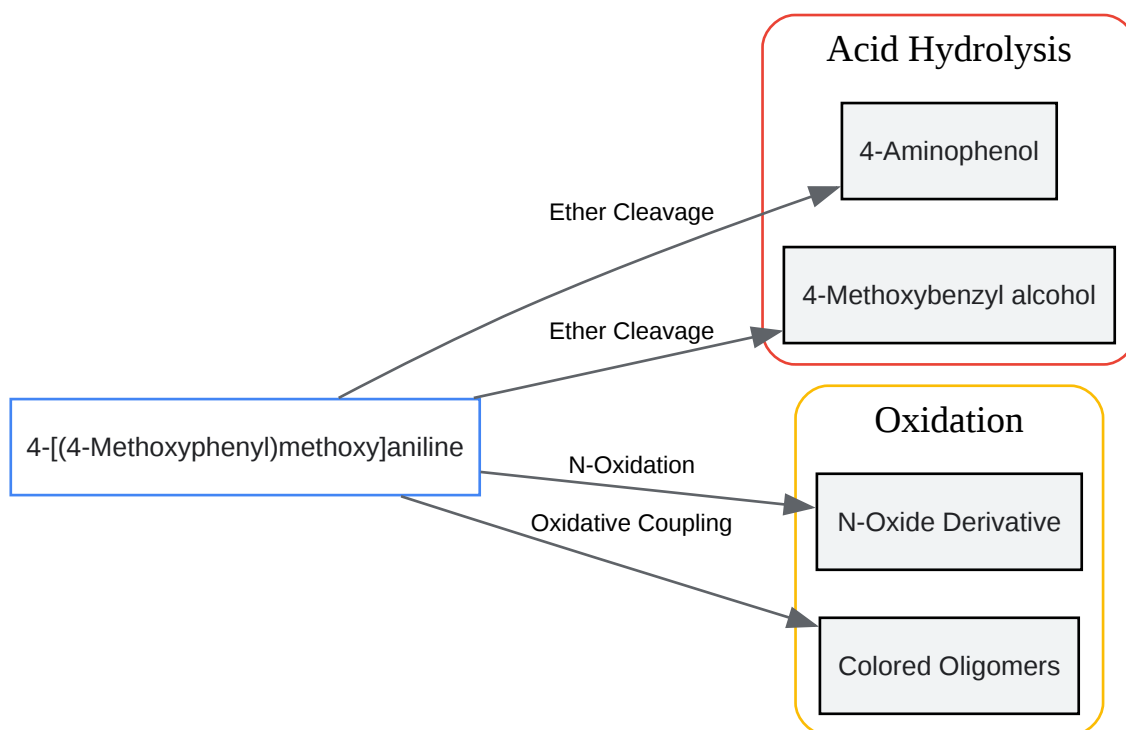 Acid Hydrolysis
4-Aminophenol
Ether Cleavage
4-Methoxybenzyl alcohol
Ether Cleavage
4-[(4-Methoxyphenyl)methoxy]aniline
Oxidation
N-Oxidation
N-Oxide Derivative
Oxidative Coupling
Colored Oligomers